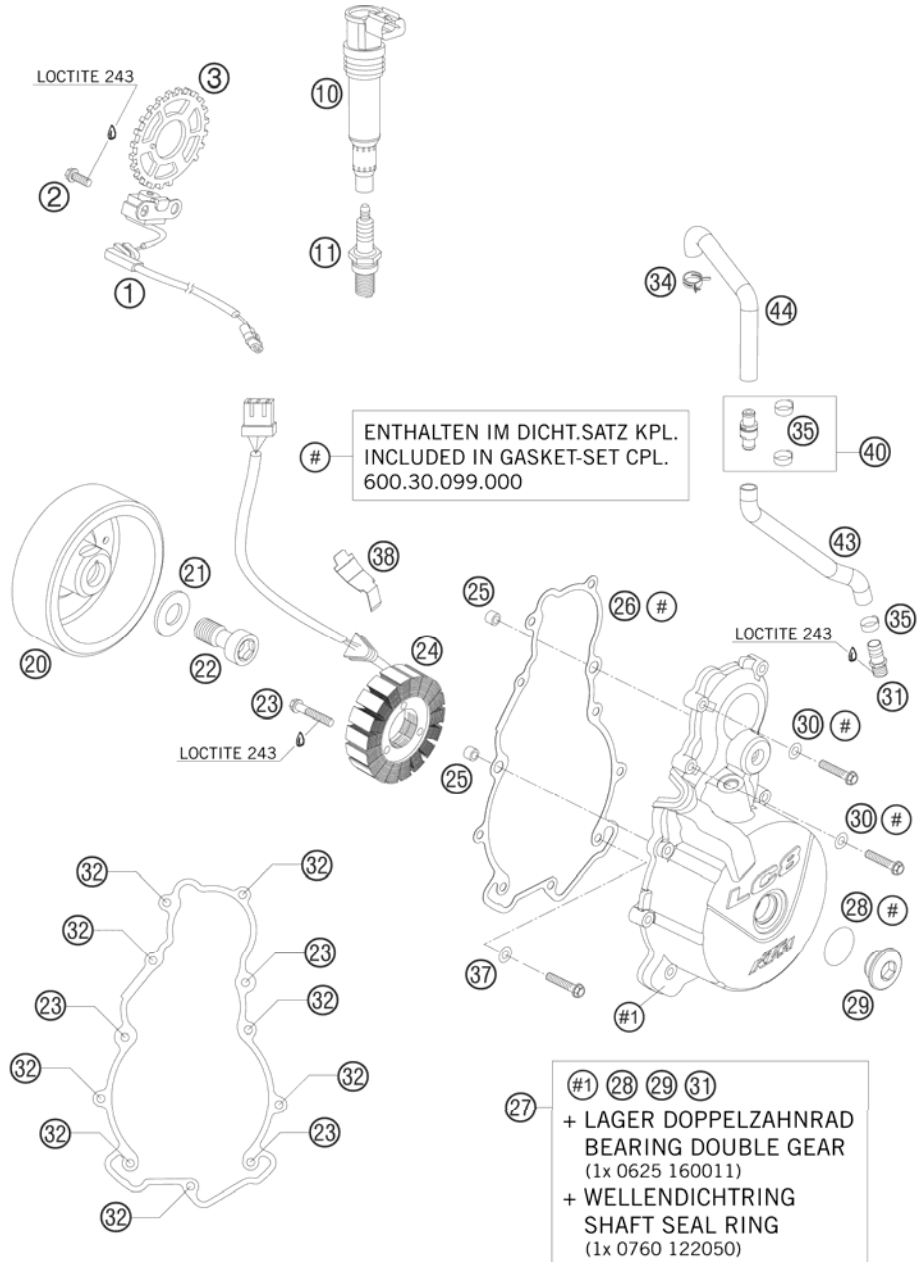 LOCTITE 243
3
10
2
11
1
34
44
#
ENTHALTEN IM DICHT.SATZ KPL.
INCLUDED IN GASKET-SET CPL.
600.30.099.000
35
40
38
43
21
25
26 #
35
20
22
24
LOCTITE 243
31
23
30 #
LOCTITE 243
25
30 #
32
32
LC8
28 #
32
23
KTM
23
32
37
29
#1
32
32
27
#1 28 29 31
32
23
+ LAGER DOPPELZAHNRAD
BEARING DOUBLE GEAR
(1x 0625 160011)
+ WELLENDICHTRING
SHAFT SEAL RING
(1x 0760 122050)
32